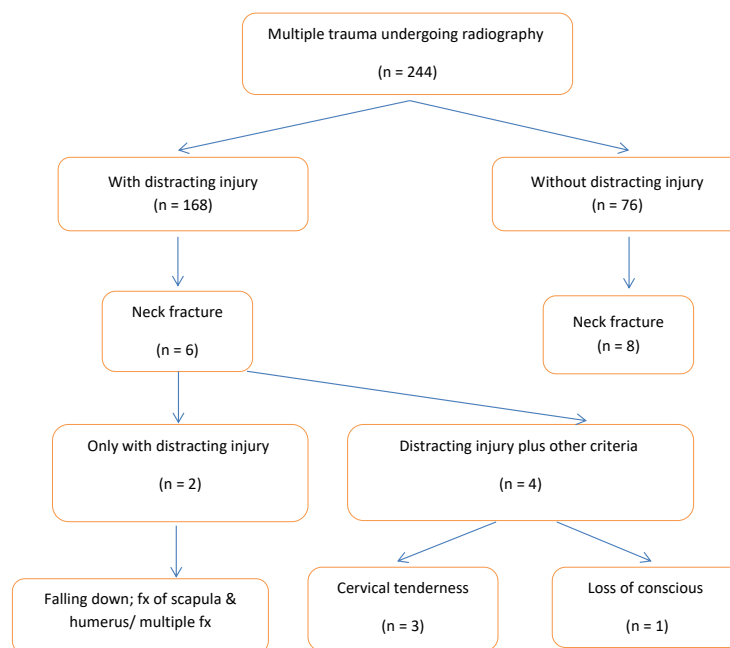 Multiple trauma undergoing radiography
(n = 244)
With distracting injury
(n = 168)
Without distracting injury
(n = 76)
Neck fracture
(n = 6)
Neck fracture
(n = 8)
Only with distracting injury
(n = 2)
Distracting injury plus other criteria
(n = 4)
Falling down; fx of scapula &
humerus/ multiple fx
Cervical tenderness
(n = 3)
Loss of conscious
(n = 1)